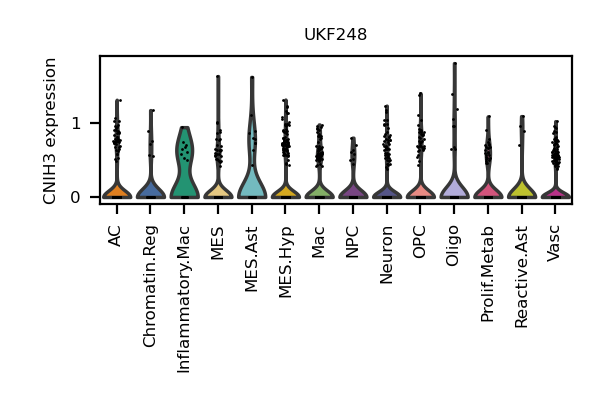 UKF248
CNIH3 expression
1
0
AC
Chromatin.Reg
Inflammatory.Mac
MES
MES.Ast
MES.Hyp
Mac
NPC
Neuron
OPC
Oligo
Prolif.Metab
Reactive.Ast
Vasc